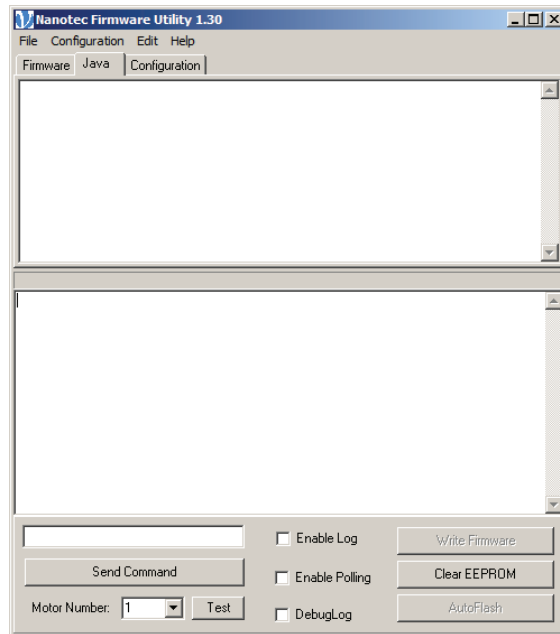 Nanotec Firmware Utility 1.30
File Configuration Edit Help
Firmware Java Configuration
Enable Log Write Firmware
Send Command Enable Polling Clear EEPROM
Motor Number: 1 Test DebugLog AutoFlash